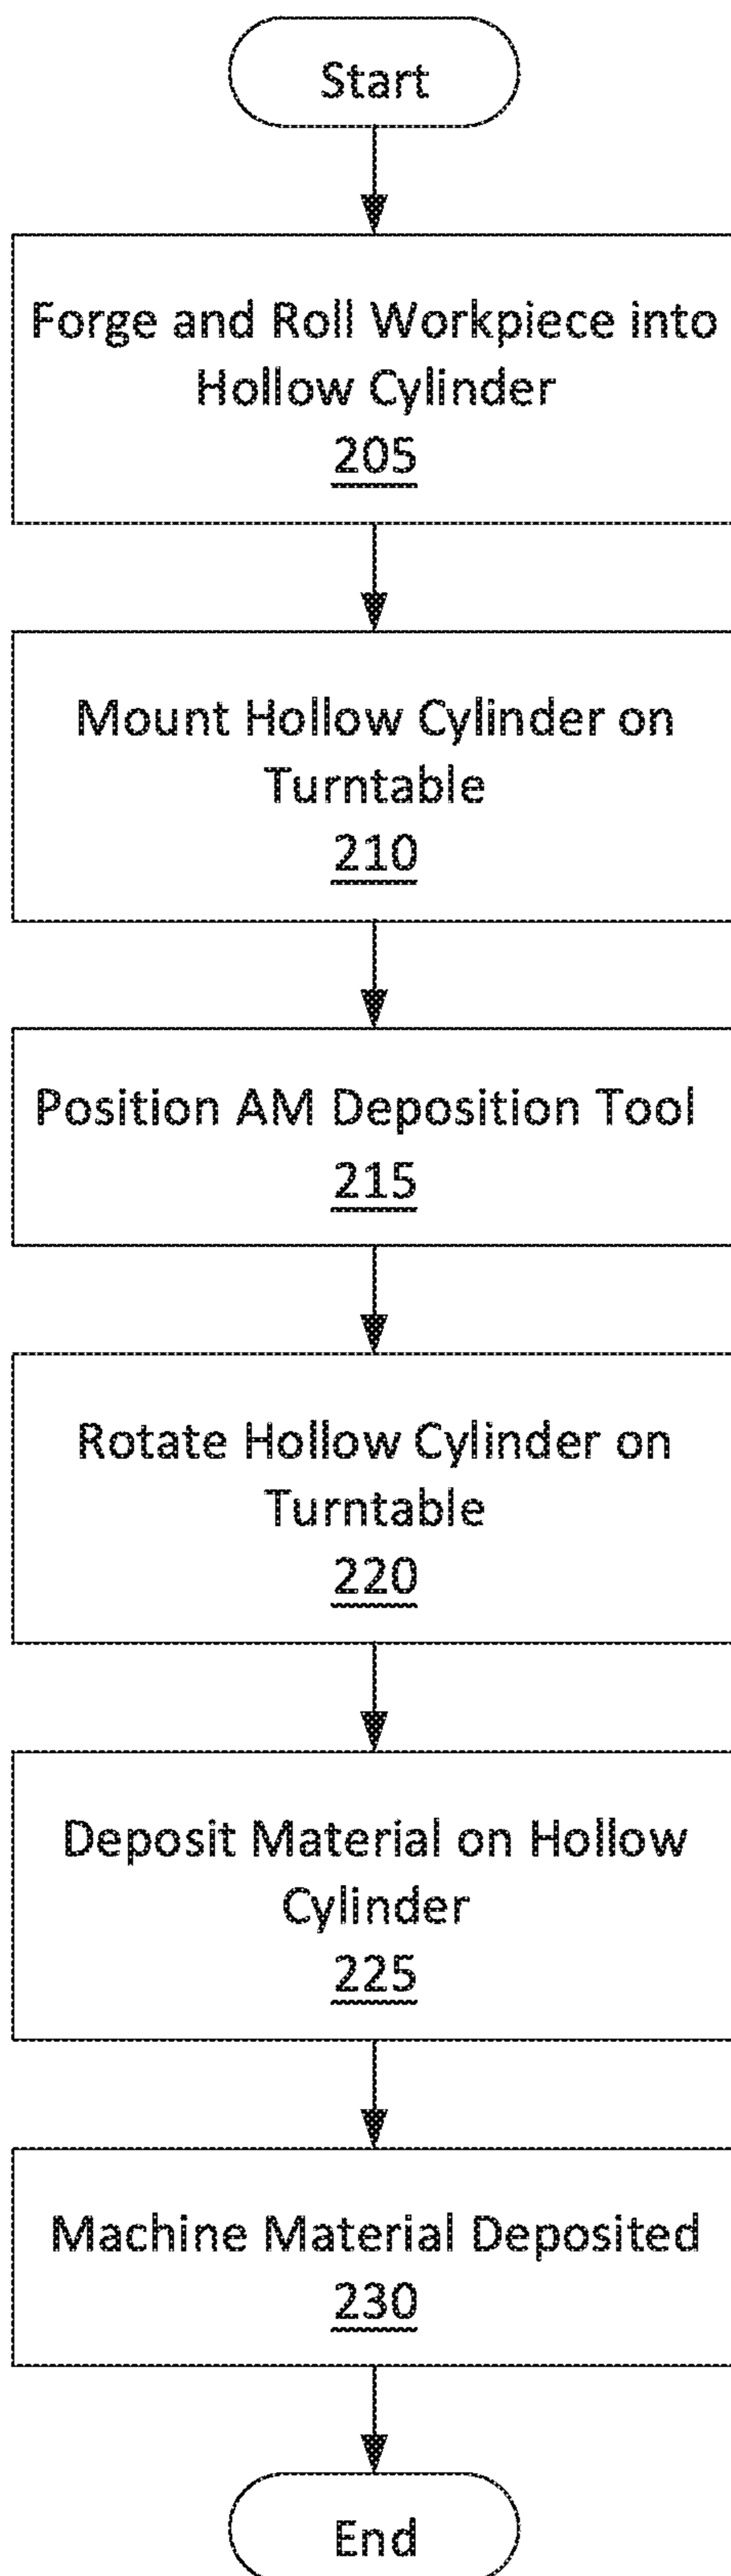 Start
Forge and Roll Workpiece into
Hollow Cylinder
205
Mount Hollow Cylinder on
Turntable
210
Position AM Deposition Tool
215
Rotate Hollow Cylinder on
Turntable
220
Deposit Material on Hollow
Cylinder
225
Machine Material Deposited
230
End